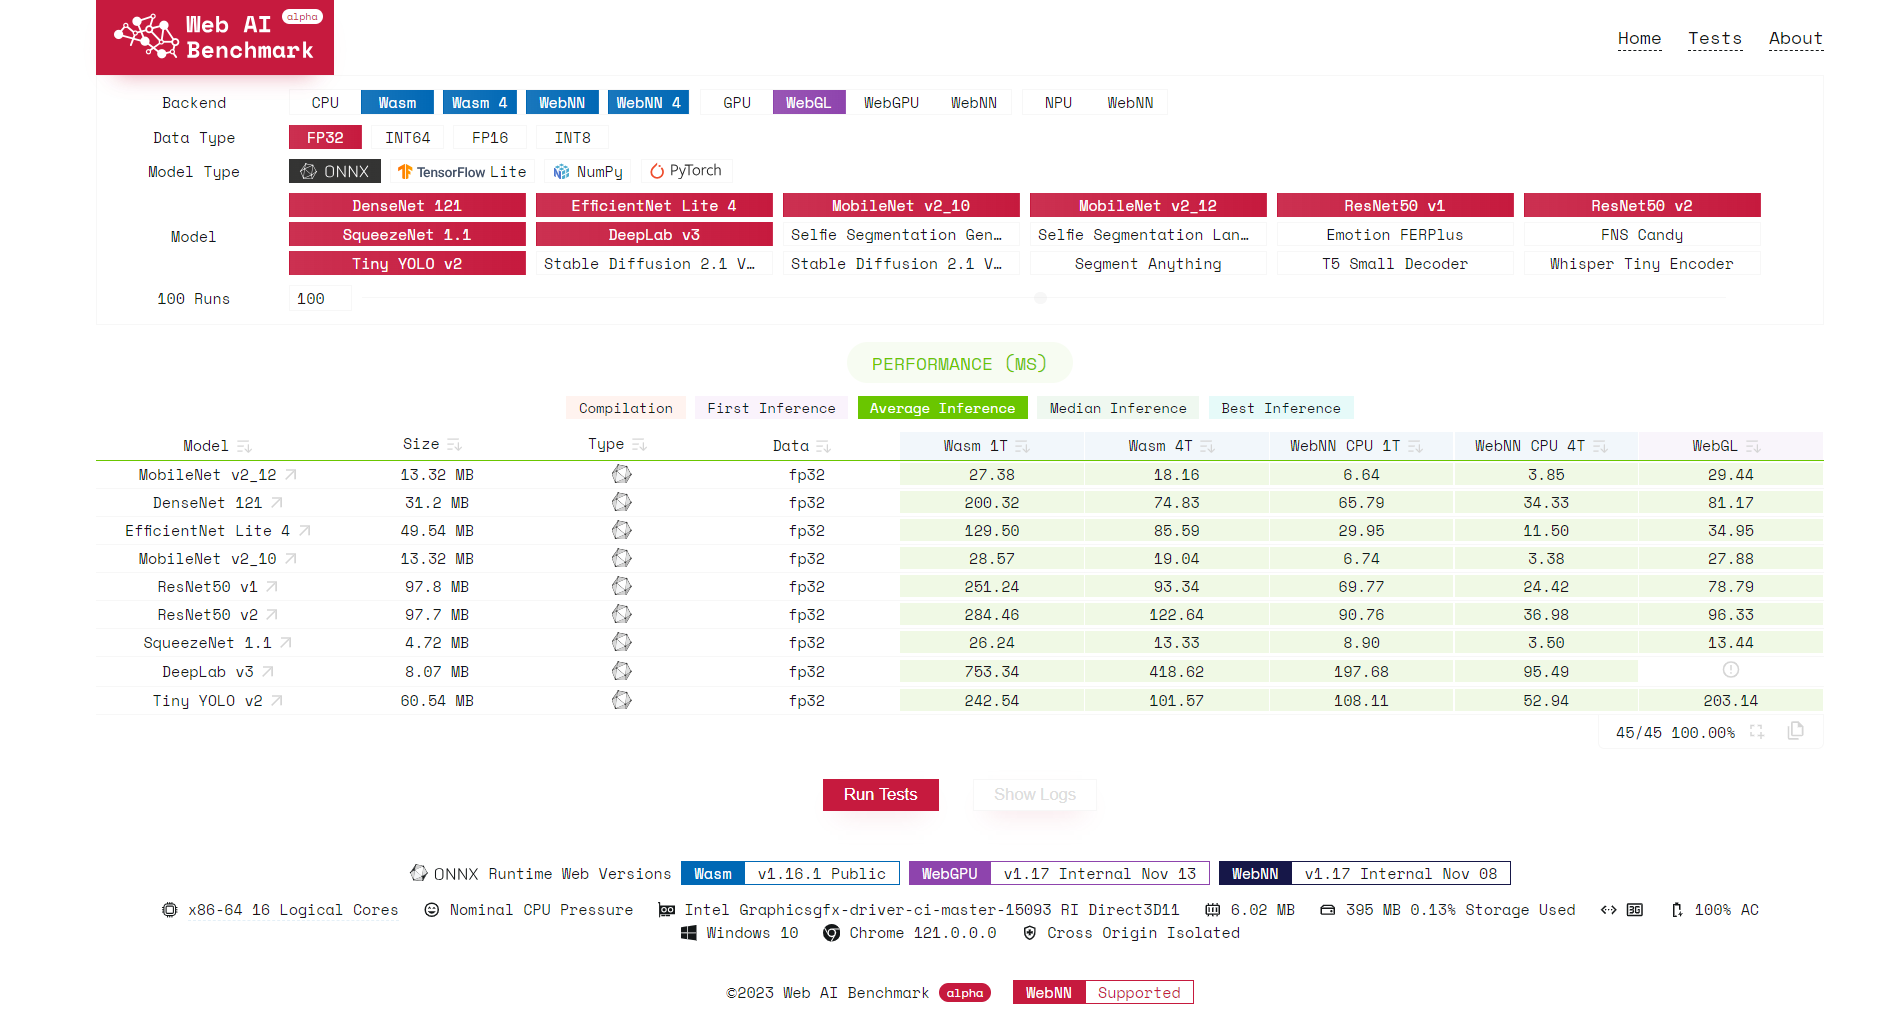 Web AI alpha
Benchmark
Home Tests About
Backend CPU Wasm Wasm 4 WebNN WebNN 4 GPU WebGL WebGPU WebNN NPU WebNN
Data Type FP32 INT64 FP16 INT8
Model Type ONNX TensorFlow Lite NumPy PyTorch
DenseNet 121 EfficientNet Lite 4 MobileNet v2_10 MobileNet v2_12 ResNet50 v1 ResNet50 v2
Model SqueezeNet 1.1 DeepLab v3 Selfie Segmentation Gen… Selfie Segmentation Lan… Emotion FERPlus FNS Candy
Tiny YOLO v2 Stable Diffusion 2.1 V… Stable Diffusion 2.1 V… Segment Anything T5 Small Decoder Whisper Tiny Encoder
100 Runs 100
PERFORMANCE (MS)
Compilation First Inference Average Inference Median Inference Best Inference
Model Size Type Data Wasm 1T Wasm 4T WebNN CPU 1T WebNN CPU 4T WebGL
MobileNet v2_12 13.32 MB fp32 27.38 18.16 6.64 3.85 29.44
DenseNet 121 31.2 MB fp32 200.32 74.83 65.79 34.33 81.17
EfficientNet Lite 4 49.54 MB fp32 129.50 85.59 29.95 11.50 34.95
MobileNet v2_10 13.32 MB fp32 28.57 19.04 6.74 3.38 27.88
ResNet50 v1 97.8 MB fp32 251.24 93.34 69.77 24.42 78.79
ResNet50 v2 97.7 MB fp32 284.46 122.64 90.76 36.98 96.33
SqueezeNet 1.1 4.72 MB fp32 26.24 13.33 8.90 3.50 13.44
DeepLab v3 8.07 MB fp32 753.34 418.62 197.68 95.49
Tiny YOLO v2 60.54 MB fp32 242.54 101.57 108.11 52.94 203.14
45/45 100.00%
Run Tests Show Logs
ONNX Runtime Web Versions Wasm v1.16.1 Public WebGPU v1.17 Internal Nov 13 WebNN v1.17 Internal Nov 08
x86-64 16 Logical Cores Nominal CPU Pressure Intel Graphicsgfx-driver-ci-master-15093 RI Direct3D11 6.02 MB 395 MB 0.13% Storage Used 3G 100% AC
Windows 10 Chrome 121.0.0.0 Cross Origin Isolated
©2023 Web AI Benchmark alpha WebNN Supported